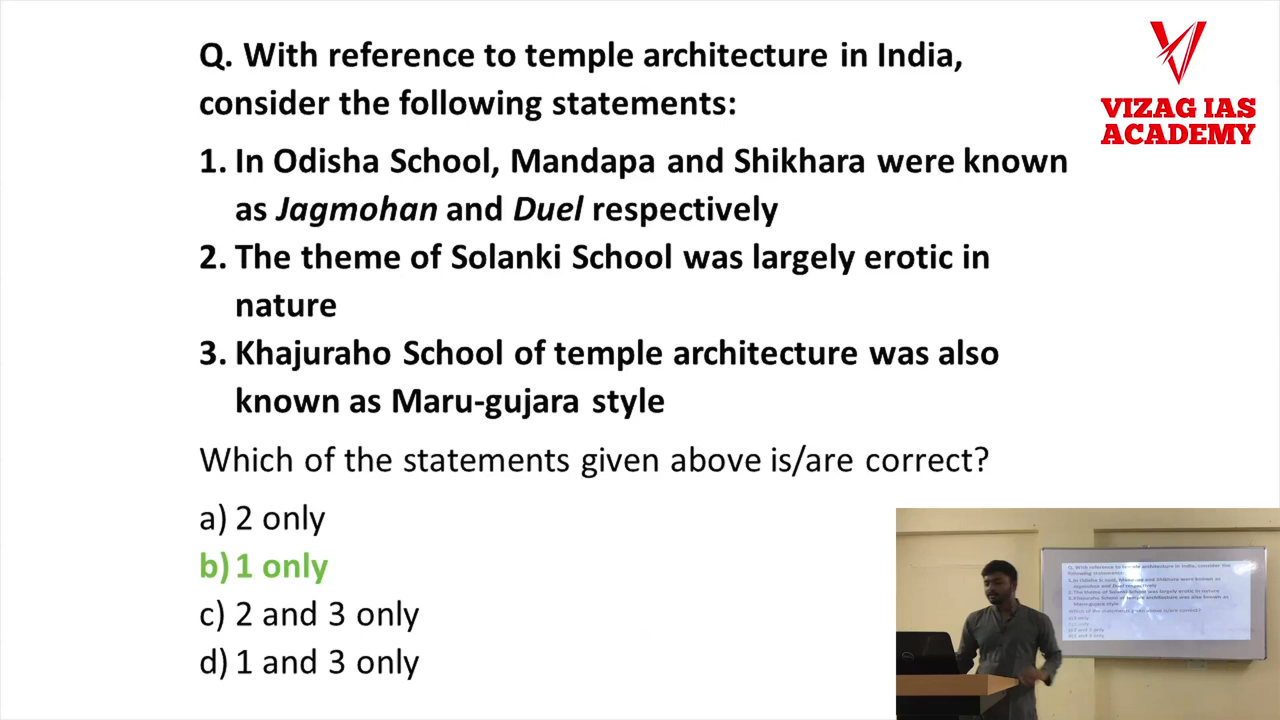 Q. With reference to temple architecture in India,
consider the following statements:
VIZAG IAS
ACADEMY
1. In Odisha School, Mandapa and Shikhara were known
as Jagmohan and Duel respectively
2. The theme of Solanki School was largely erotic in
nature
3. Khajuraho School of temple architecture was also
known as Maru-gujara style
Which of the statements given above is/are correct?
a) 2 only
b) 1 only
c) 2 and 3 only
d) 1 and 3 only